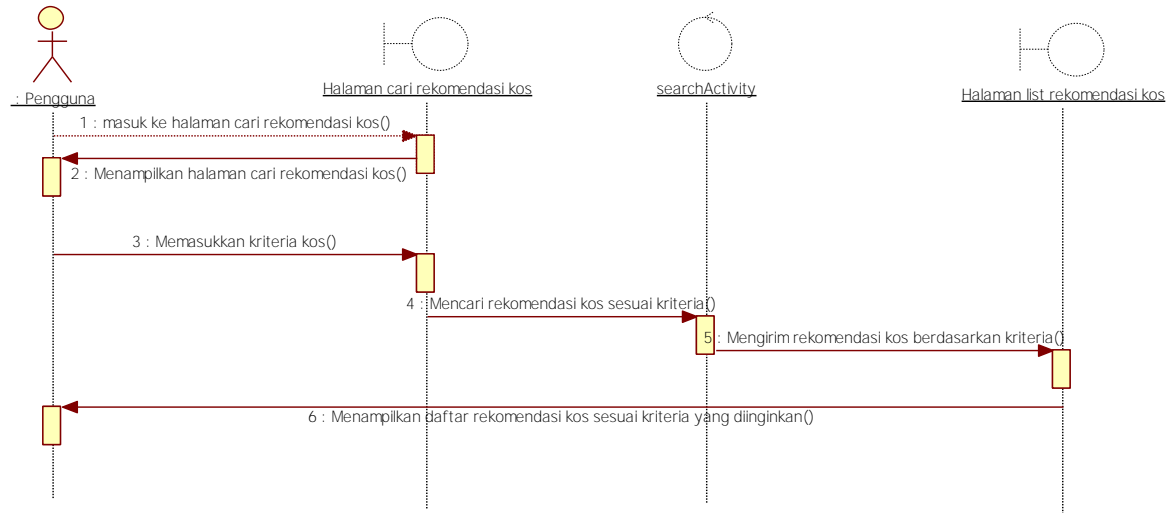 : Pengguna
Halaman cari rekomendasi kos
searchActivity
Halaman list rekomendasi kos
1 : masuk ke halaman cari rekomendasi kos()
2 : Menampilkan halaman cari rekomendasi kos()
3 : Memasukkan kriteria kos()
4 : Mencari rekomendasi kos sesuai kriteria()
5 : Mengirim rekomendasi kos berdasarkan kriteria()
6 : Menampilkan daftar rekomendasi kos sesuai kriteria yang diinginkan()